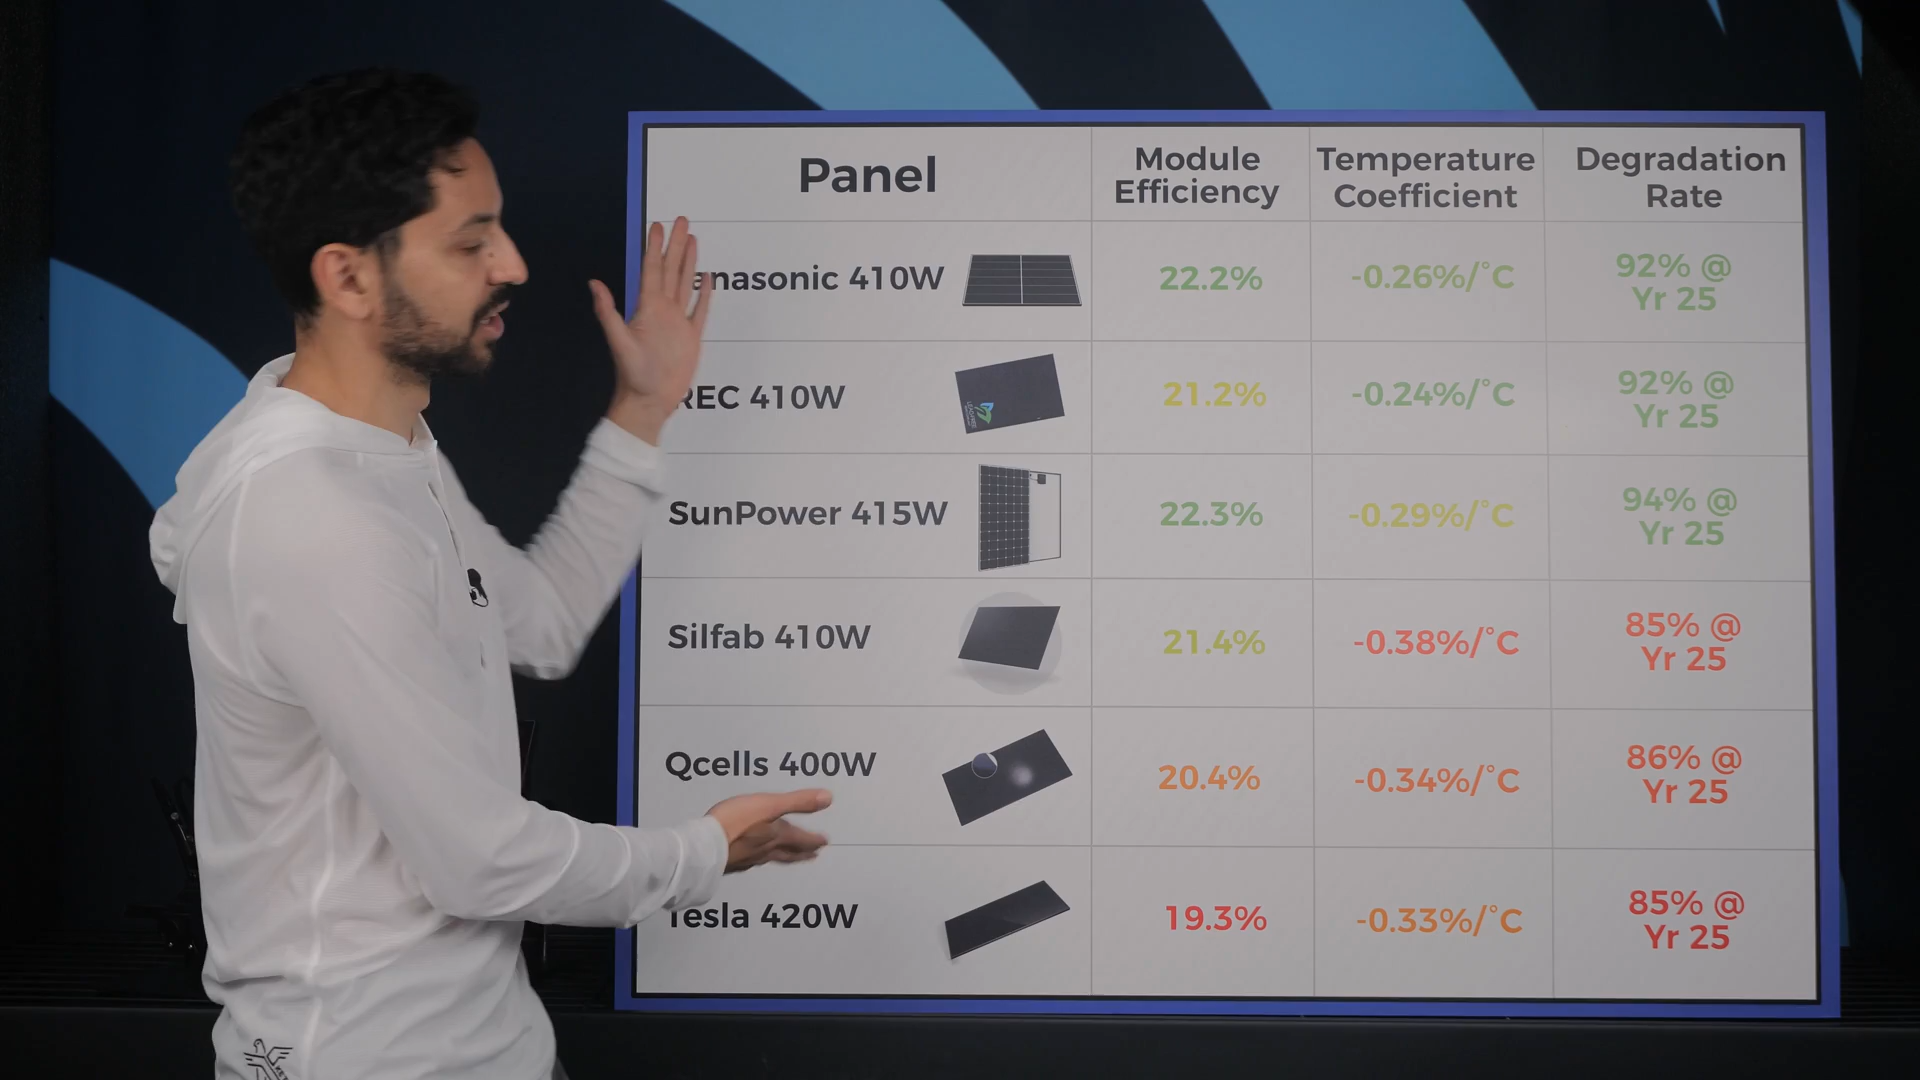 Panel
Module
Efficiency
Temperature
Coefficient
Degradation
Rate
anasonic 410W
22.2%
-0.26%/°C
92% @
Yr 25
REC 410W
21.2%
-0.24%/°C
92% @
Yr 25
SunPower 415W
22.3%
-0.29%/°C
94% @
Yr 25
Silfab 410W
21.4%
-0.38%/°C
85% @
Yr 25
Qcells 400W
20.4%
-0.34%/°C
86% @
Yr 25
Tesla 420W
19.3%
-0.33%/°C
85% @
Yr 25